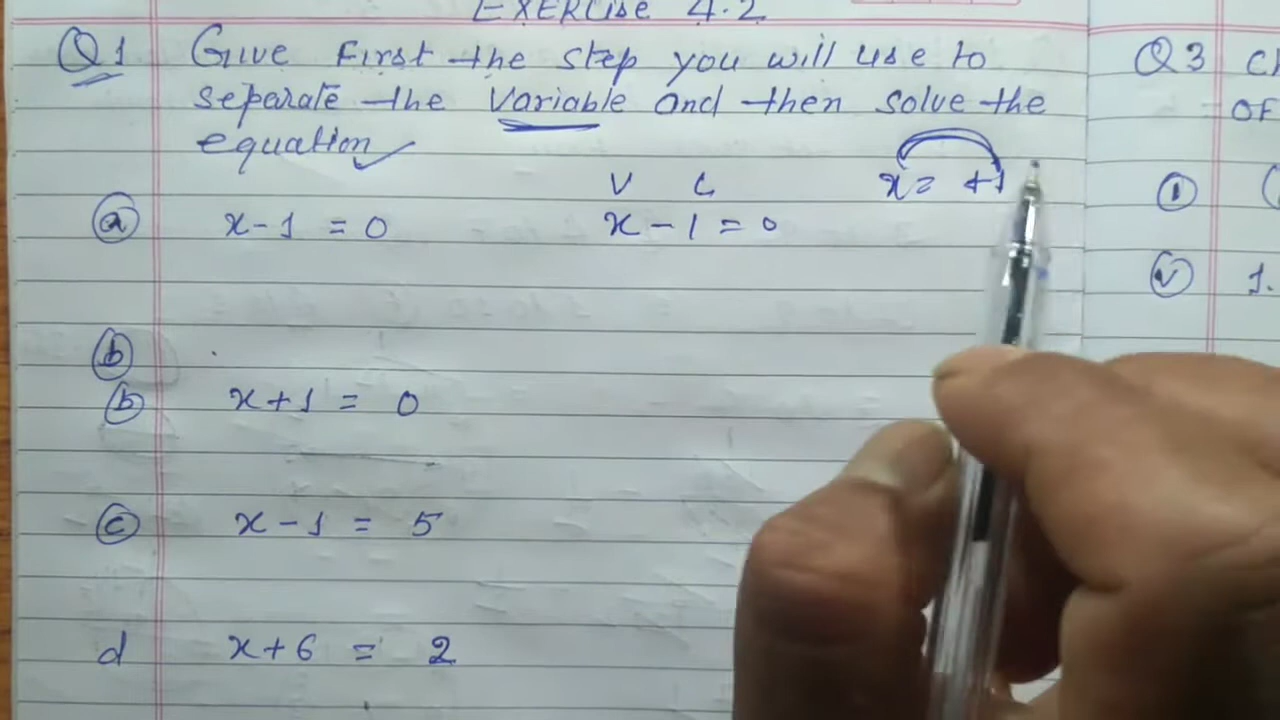 EXERCISE 4.2
Q1 Give First the step you will use to
separate the variable and then solve the
equation ✓
V C x= +1
ⓐ x-1 = 0 x-1=0
ⓑ
ⓑ x+1 = 0
ⓒ x-1 = 5
d x+6 = 2
Q3 Ch
OF
①
ⓥ 1.